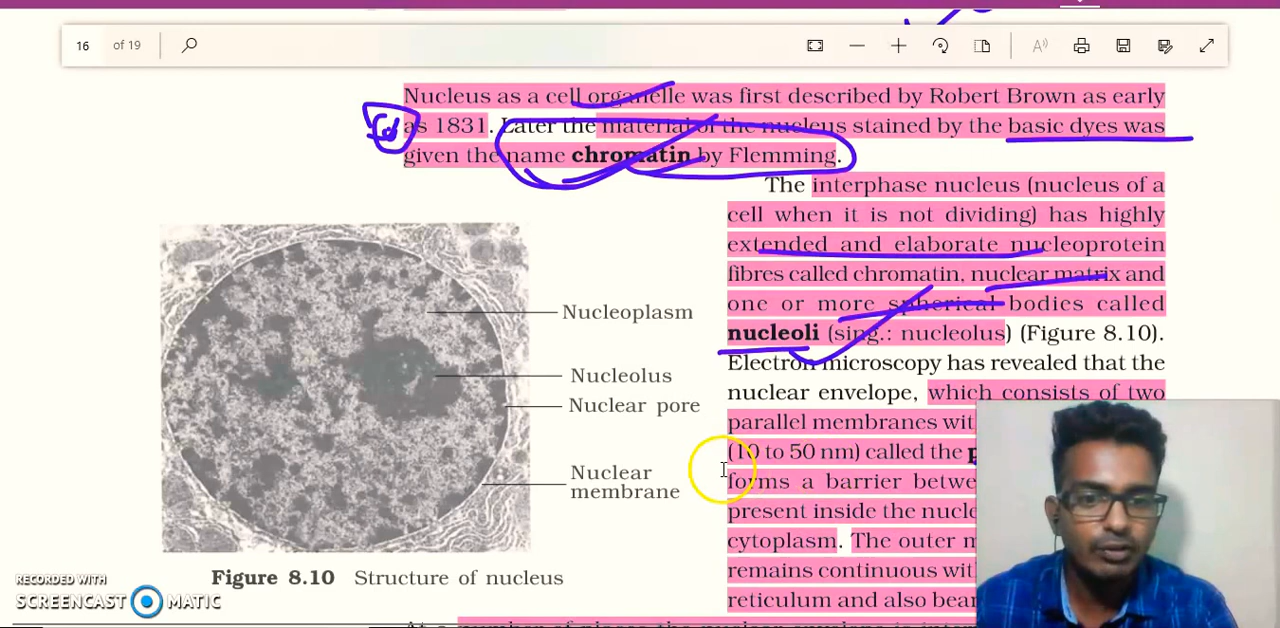 16 of 19
Nucleus as a cell organelle was first described by Robert Brown as early
as 1831. Later the material of the nucleus stained by the basic dyes was
given the name chromatin by Flemming.
The interphase nucleus (nucleus of a
cell when it is not dividing) has highly
extended and elaborate nucleoprotein
fibres called chromatin, nuclear matrix and
one or more spherical bodies called
nucleoli (sing.: nucleolus) (Figure 8.10).
Electron microscopy has revealed that the
nuclear envelope, which consists of two
parallel membranes
(10 to 50 nm) called the
forms a barrier
present inside the
cytoplasm. The outer
remains continuous
reticulum and also
Nucleoplasm
Nucleolus
Nuclear pore
Nuclear
membrane
Figure 8.10 Structure of nucleus
RECORDED WITH
SCREENCAST MATIC